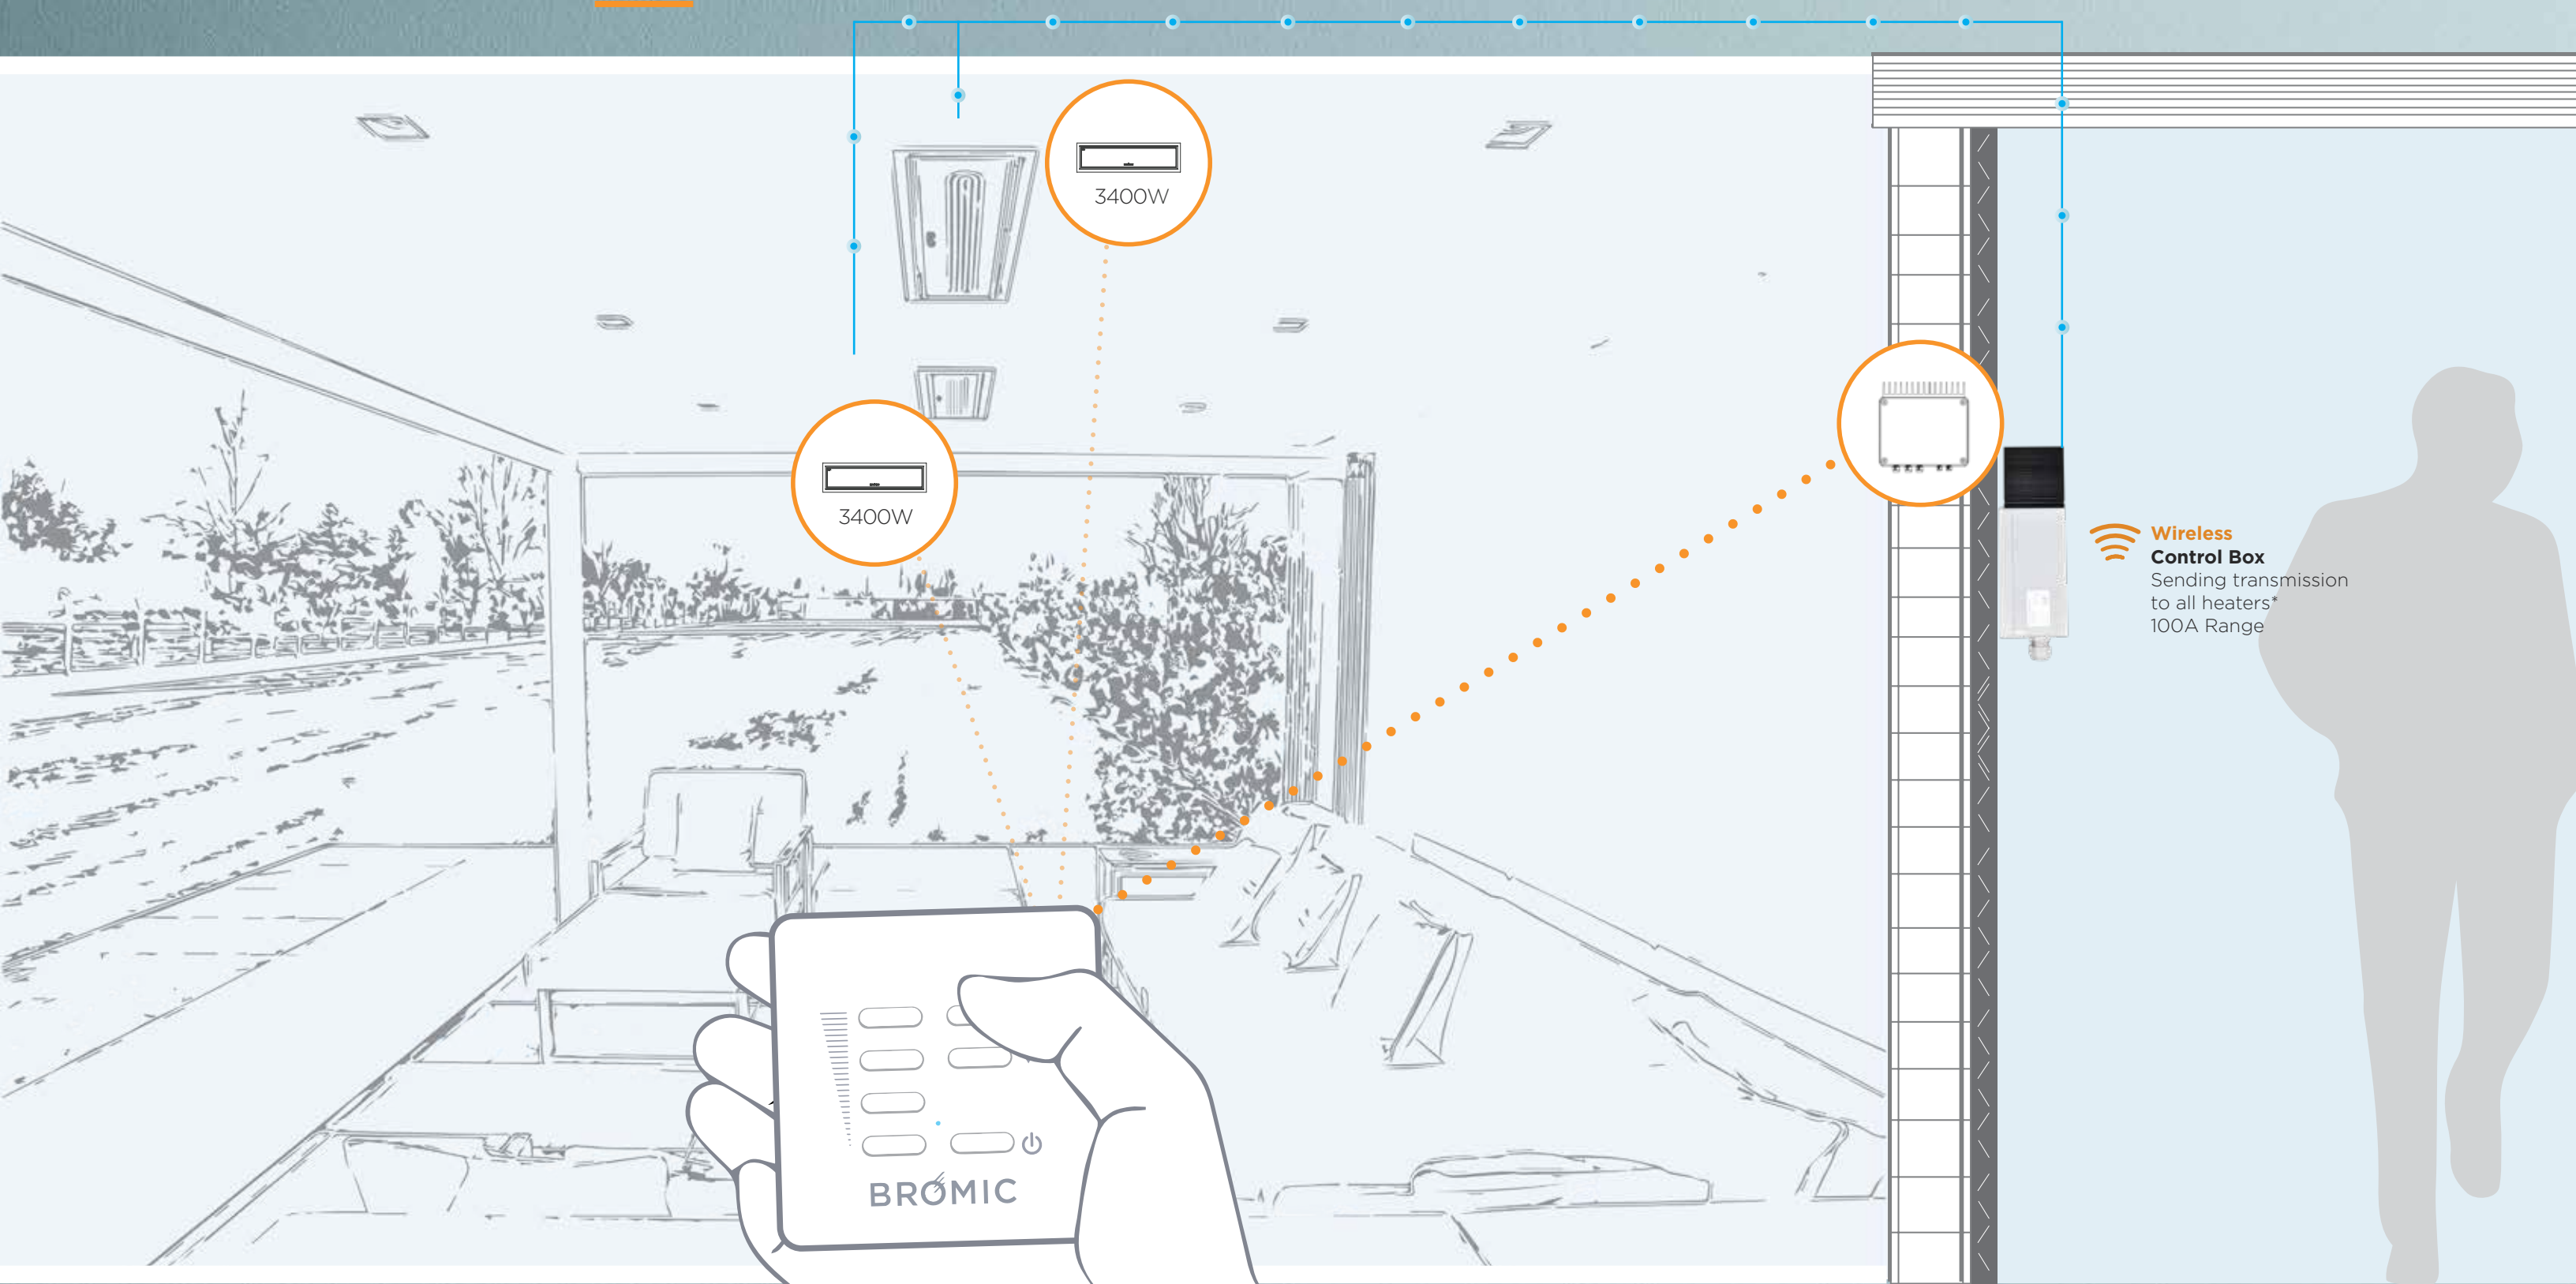 3400W
3400W
Wireless
Control Box
Sending transmission
to all heaters*
100A Range
BROMIC